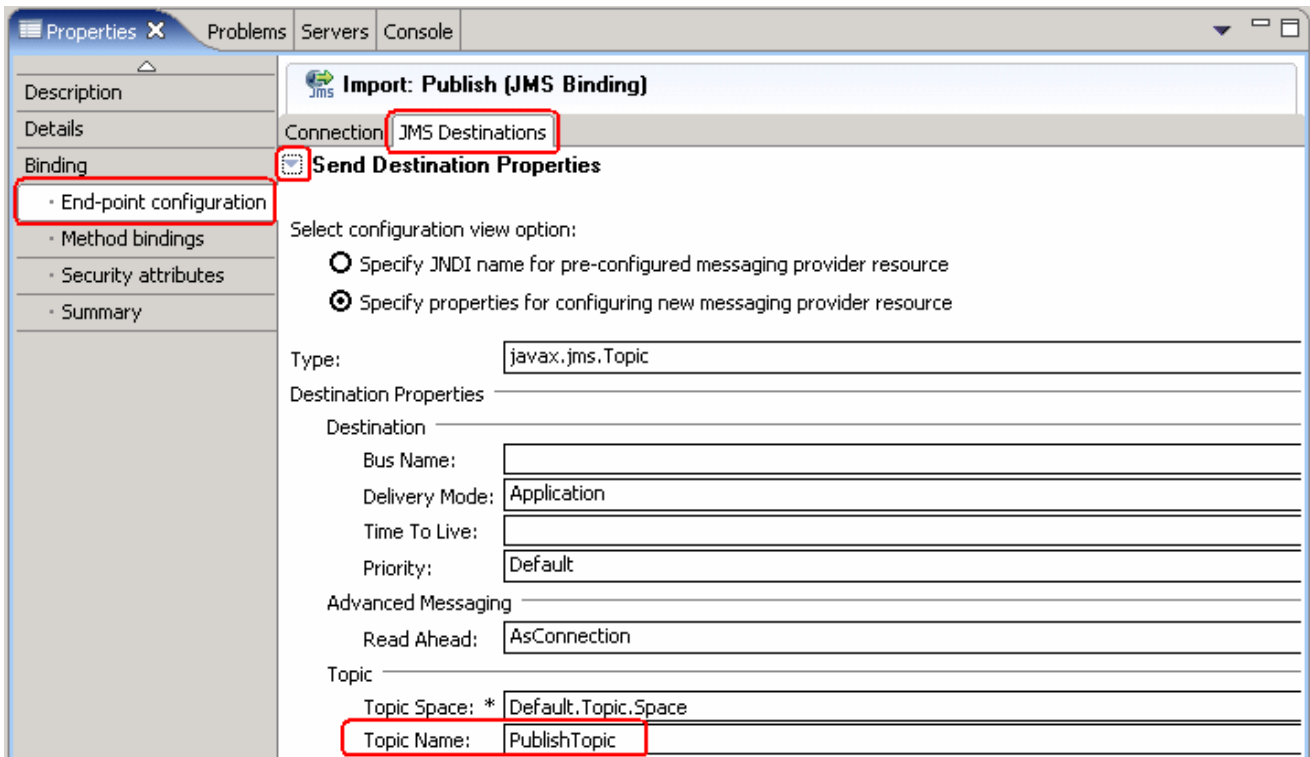 Properties Problems Servers Console
Description
Details
Binding
End-point configuration
Method bindings
Security attributes
Summary
Jms Import: Publish (JMS Binding)
Connection JMS Destinations
Send Destination Properties
Select configuration view option:
Specify JNDI name for pre-configured messaging provider resource
Specify properties for configuring new messaging provider resource
Type: javax.jms.Topic
Destination Properties
Destination
Bus Name:
Delivery Mode: Application
Time To Live:
Priority: Default
Advanced Messaging
Read Ahead: AsConnection
Topic
Topic Space: * Default.Topic.Space
Topic Name: PublishTopic